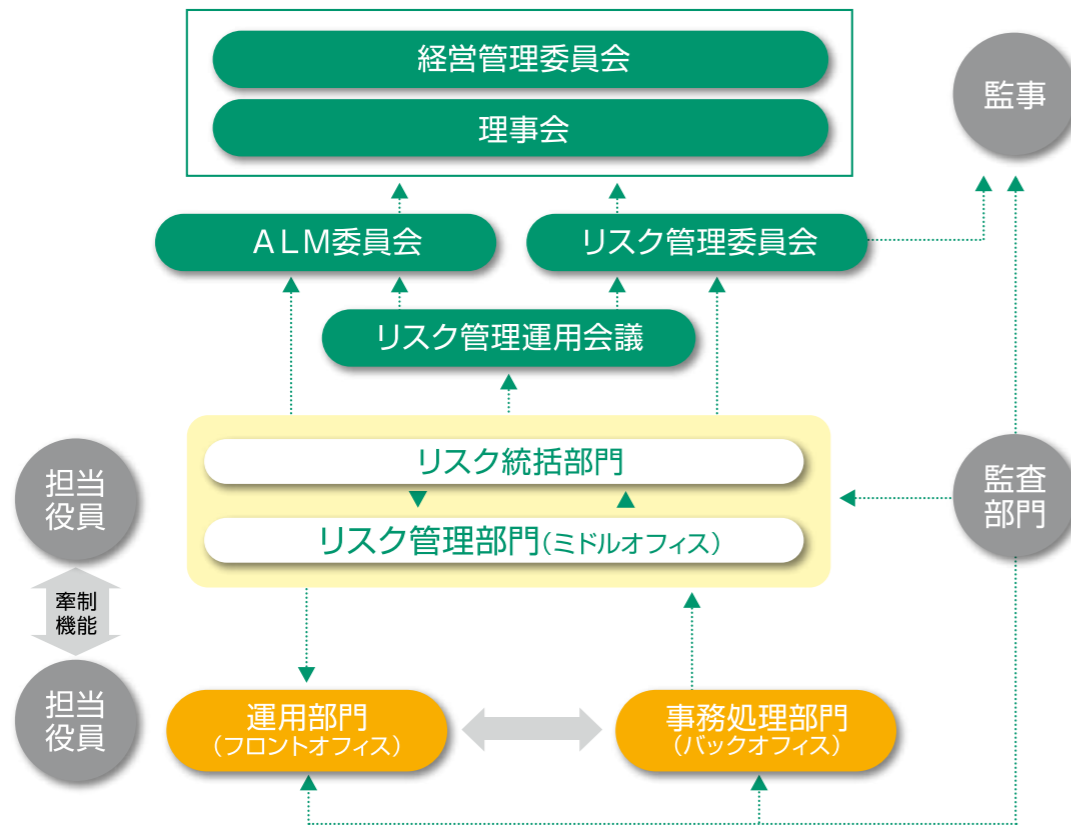 経営管理委員会
理事会
監事
ALM委員会
リスク管理委員会
リスク管理運用会議
担当
役員
リスク統括部門
リスク管理部門(ミドルオフィス)
監査
部門
牽制
機能
担当
役員
運用部門
(フロントオフィス)
事務処理部門
(バックオフィス)